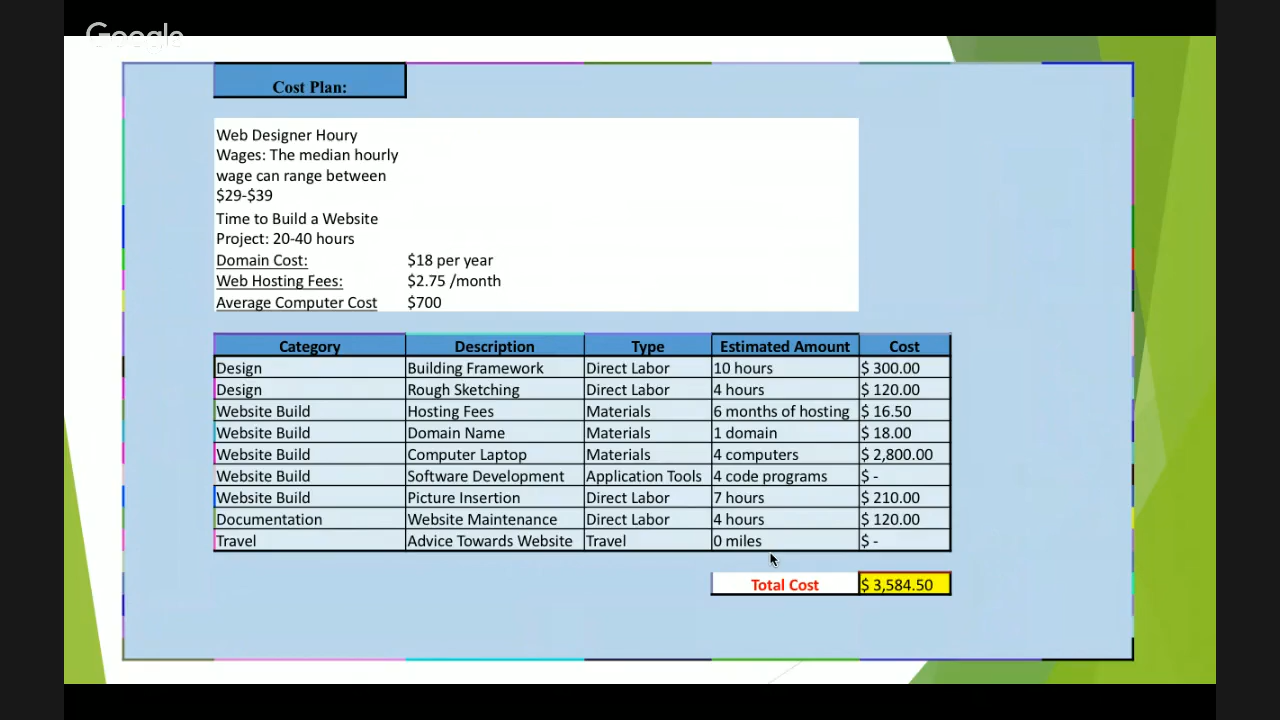 Google
Cost Plan:
Web Designer Houry
Wages: The median hourly
wage can range between
$29-$39
Time to Build a Website
Project: 20-40 hours
Domain Cost: $18 per year
Web Hosting Fees: $2.75 /month
Average Computer Cost $700
Category Description Type Estimated Amount Cost
Design Building Framework Direct Labor 10 hours $ 300.00
Design Rough Sketching Direct Labor 4 hours $ 120.00
Website Build Hosting Fees Materials 6 months of hosting $ 16.50
Website Build Domain Name Materials 1 domain $ 18.00
Website Build Computer Laptop Materials 4 computers $ 2,800.00
Website Build Software Development Application Tools 4 code programs $ -
Website Build Picture Insertion Direct Labor 7 hours $ 210.00
Documentation Website Maintenance Direct Labor 4 hours $ 120.00
Travel Advice Towards Website Travel 0 miles $ -
Total Cost $ 3,584.50